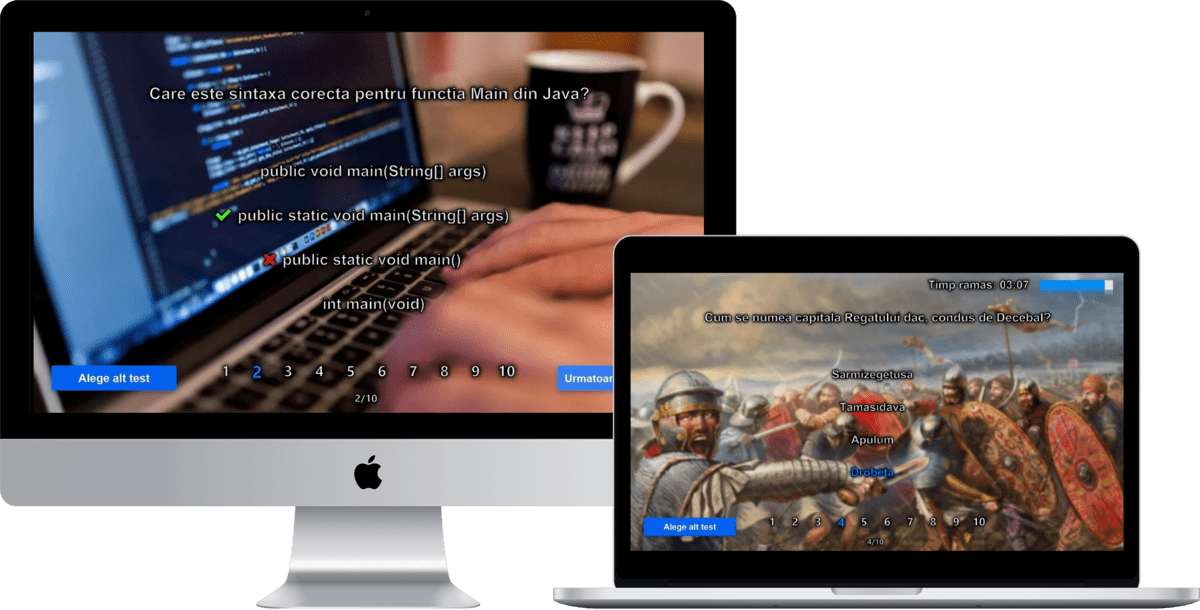 Care este sintaxa corecta pentru functia Main din Java?
public void main(String[] args)
public static void main(String[] args)
public static void main()
int main(void)
Alege alt test
1 2 3 4 5 6 7 8 9 10
Urmatoar
2/10
KEEP
CALM
Timp ramas: 03:07
Cum se numea capitala Regatului dac, condus de Decebal?
Sarmizegetusa
Tamasidava
Apulum
Drobeta
Alege alt test
1 2 3 4 5 6 7 8 9 10
4/10